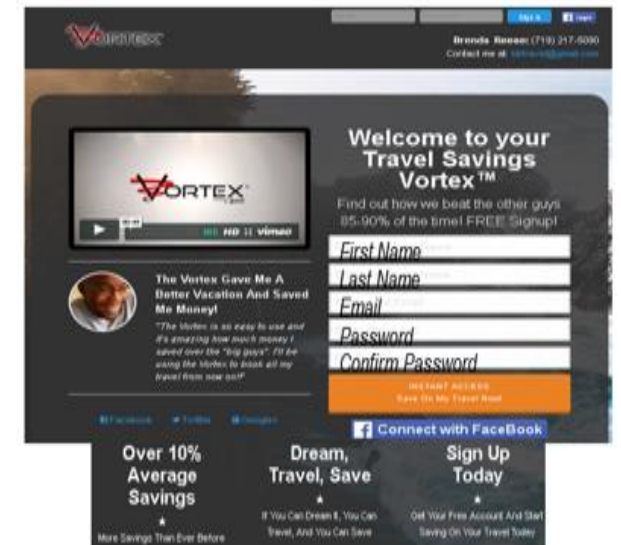 VORTEX
Sign In
Login
(719) 217-5090
Contact me at:
Welcome to your
Travel Savings
Vortex™
Find out how we beat the other guys
85-90% of the time! FREE Signup!
VORTEX
HD
vimeo
First Name
Last Name
Email
Password
Confirm Password
INSTANT ACCESS
Save On My Travel Now!
Connect with FaceBook
The Vortex Gave Me A
Better Vacation And Saved
Me Money!
"The Vortex is so easy to use and
it's amazing how much money I
saved over the "big guys". I'll be
using the Vortex to book all my
travel from now on!"
Facebook
Twitter
Google+
Over 10%
Average
Savings
More Savings Than Ever Before
Dream,
Travel, Save
If You Can Dream It, You Can
Travel, And You Can Save
Sign Up
Today
Get Your Free Account And Start
Saving On Your Travel Today